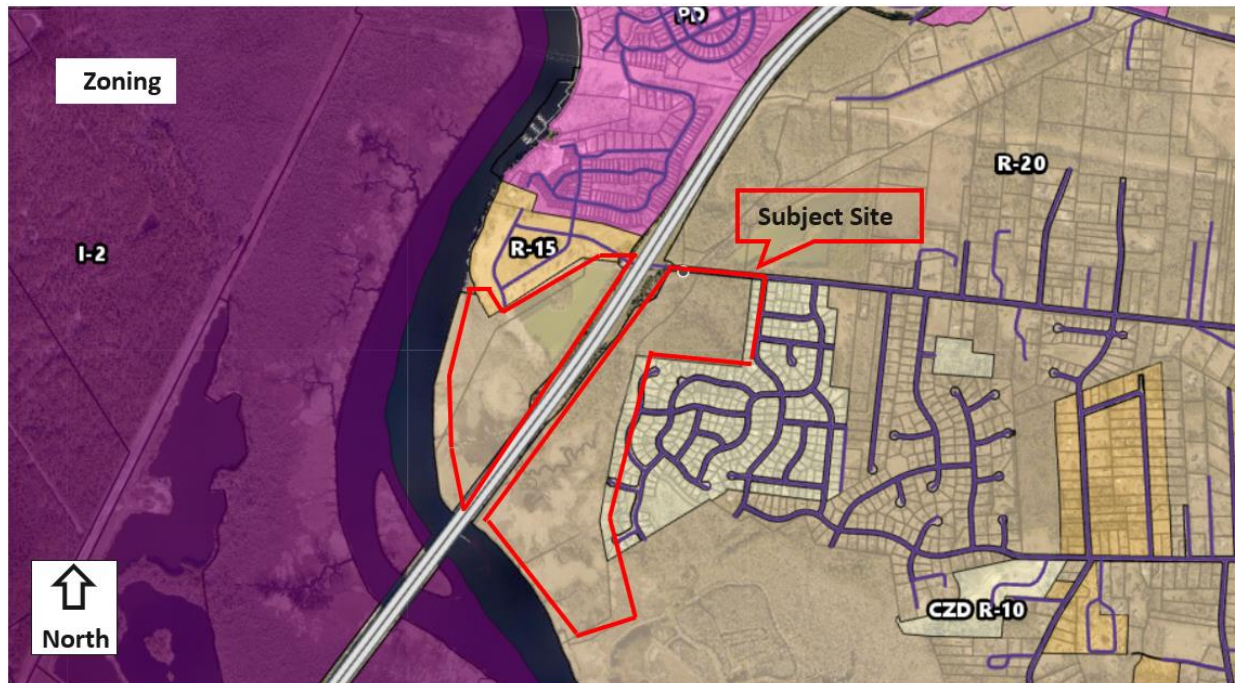 PD
Zoning
R-20
Subject Site
R-15
I-2
CZD R-10
North